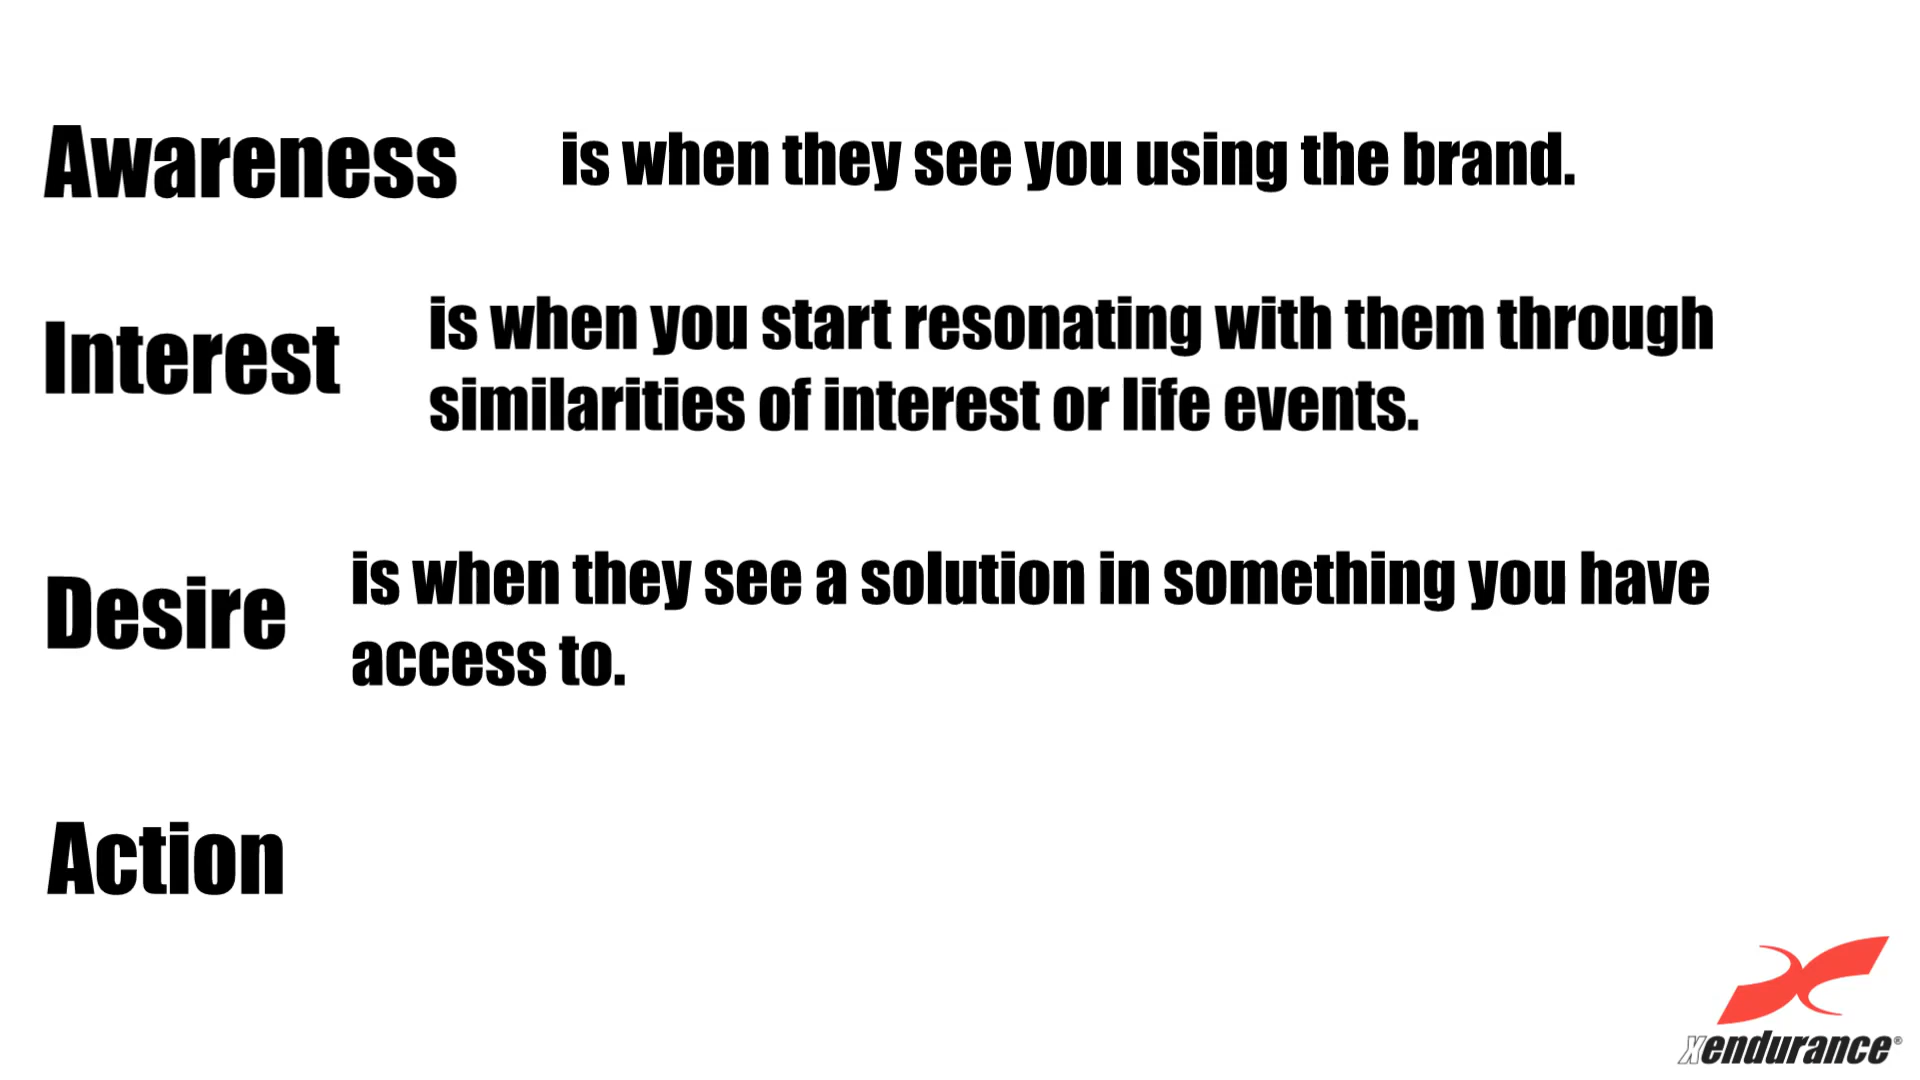 Awareness is when they see you using the brand.
Interest is when you start resonating with them through
similarities of interest or life events.
Desire is when they see a solution in something you have
access to.
Action
xendurance®